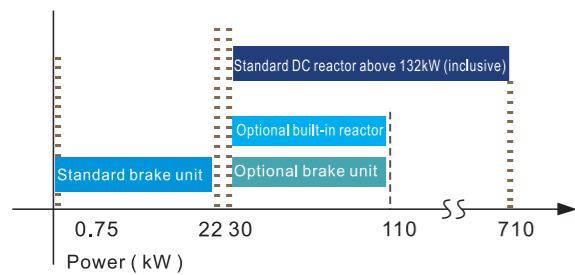 Standard DC reactor above 132kW (inclusive)
Optional built-in reactor
Standard brake unit
Optional brake unit
0.75
22
30
110
710
Power ( kW )